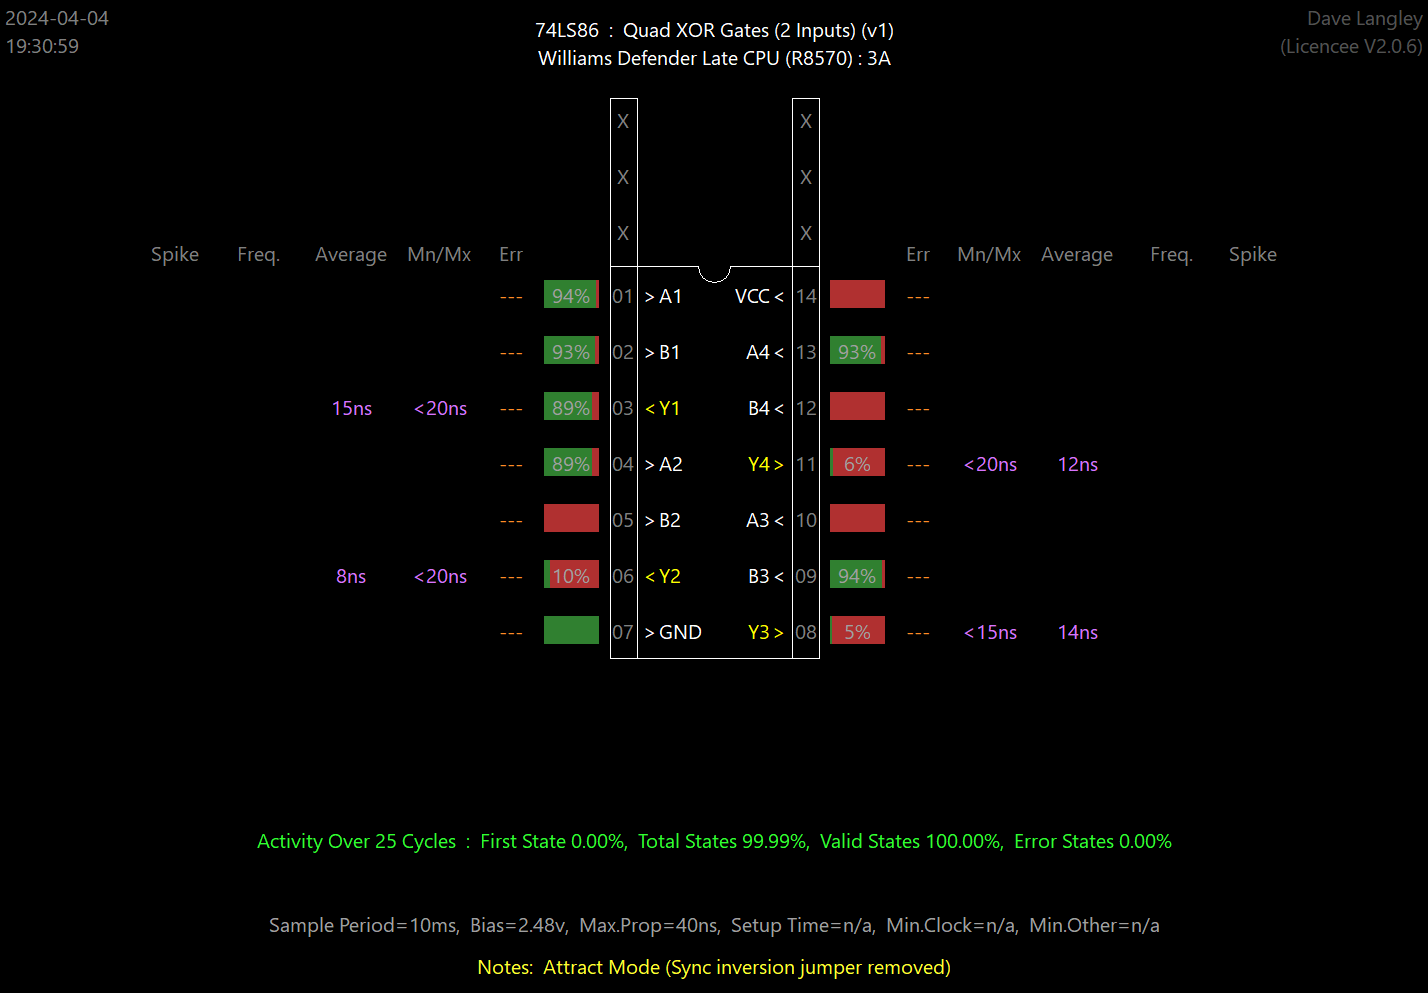 2024-04-04
19:30:59
74LS86 : Quad XOR Gates (2 Inputs) (v1)
Williams Defender Late CPU (R8570) : 3A
Dave Langley
(Licencee V2.0.6)
X X
X X
X X
Spike Freq. Average Mn/Mx Err Err Mn/Mx Average Freq. Spike
--- 94% 01 > A1 VCC < 14 ---
--- 93% 02 > B1 A4 < 13 93% ---
15ns <20ns --- 89% 03 < Y1 B4 < 12 ---
--- 89% 04 > A2 Y4 > 11 6% --- <20ns 12ns
--- 05 > B2 A3 < 10 ---
8ns <20ns --- 10% 06 < Y2 B3 < 09 94% ---
--- 07 > GND Y3 > 08 5% --- <15ns 14ns
Activity Over 25 Cycles : First State 0.00%, Total States 99.99%, Valid States 100.00%, Error States 0.00%
Sample Period=10ms, Bias=2.48v, Max.Prop=40ns, Setup Time=n/a, Min.Clock=n/a, Min.Other=n/a
Notes: Attract Mode (Sync inversion jumper removed)